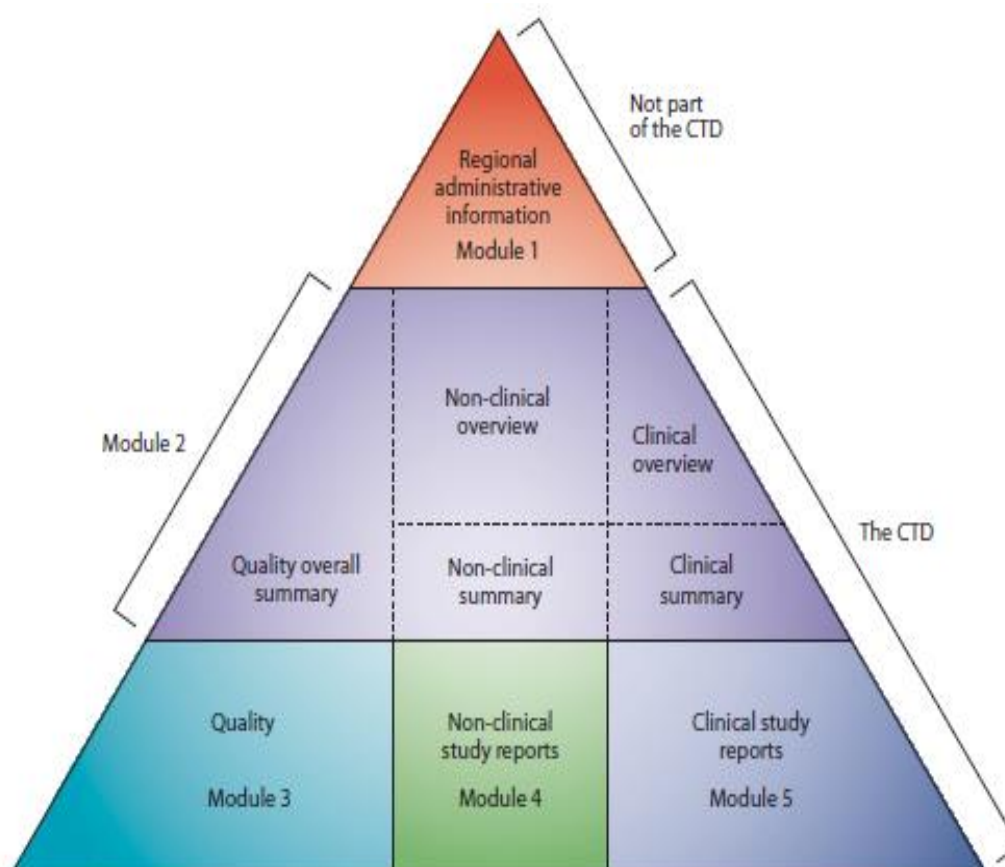 Not part
of the CTD
Regional
administrative
information
Module 1
Module 2
Non-clinical
overview
Clinical
overview
The CTD
Quality overall
summary
Non-clinical
summary
Clinical
summary
Quality
Module 3
Non-clinical
study reports
Module 4
Clinical study
reports
Module 5